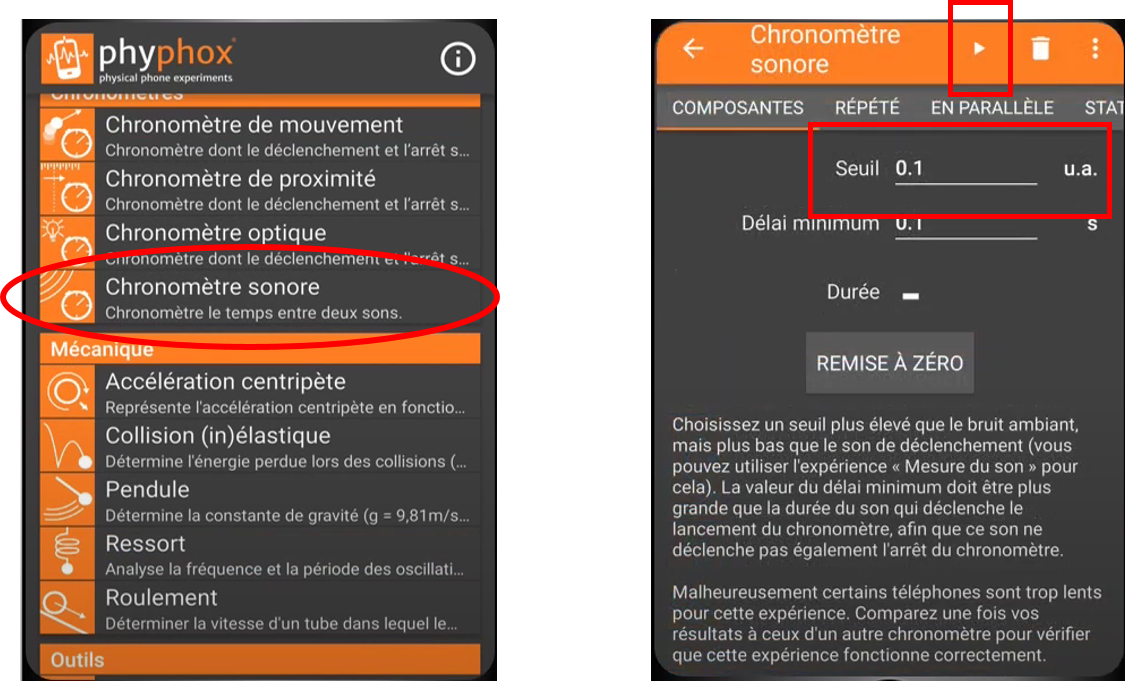 phyphox
physical phone experiments
Chronomètres
Chronomètre de mouvement
Chronomètre dont le déclenchement et l'arrêt s...
Chronomètre de proximité
Chronomètre dont le déclenchement et l'arrêt s...
Chronomètre optique
Chronomètre dont le déclenchement et l'arrêt s...
Chronomètre sonore
Chronomètre le temps entre deux sons.
Mécanique
Accélération centripète
Représente l'accélération centripète en fonctio...
Collision (in)élastique
Détermine l'énergie perdue lors des collisions (...
Pendule
Détermine la constante de gravité (g = 9,81m/s...
Ressort
Analyse la fréquence et la période des oscillati...
Roulement
Déterminer la vitesse d'un tube dans lequel le...
Outils
Chronomètre
sonore
COMPOSANTES RÉPÉTÉ EN PARALLÈLE STAT
Seuil 0.1 u.a.
Délai minimum 0.1 s
Durée -
REMISE À ZÉRO
Choisissez un seuil plus élevé que le bruit ambiant,
mais plus bas que le son de déclenchement (vous
pouvez utiliser l'expérience « Mesure du son » pour
cela). La valeur du délai minimum doit être plus
grande que la durée du son qui déclenche le
lancement du chronomètre, afin que ce son ne
déclenche pas également l'arrêt du chronomètre.
Malheureusement certains téléphones sont trop lents
pour cette expérience. Comparez une fois vos
résultats à ceux d'un autre chronomètre pour vérifier
que cette expérience fonctionne correctement.